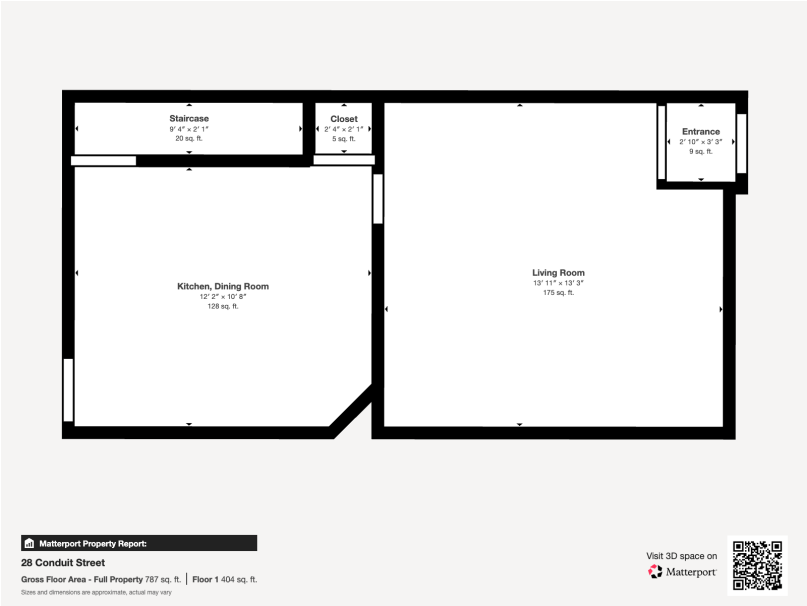 Staircase
9' 4" × 2' 1"
20 sq. ft.
Closet
2' 4" × 2' 1"
5 sq. ft.
Entrance
2' 10" × 3' 3"
9 sq. ft.
Kitchen, Dining Room
12' 2" × 10' 8"
128 sq. ft.
Living Room
13' 11" × 13' 3"
175 sq. ft.
Matterport Property Report:
28 Conduit Street
Gross Floor Area - Full Property 787 sq. ft. | Floor 1 404 sq. ft.
Sizes and dimensions are approximate, actual may vary
Visit 3D space on
Matterport